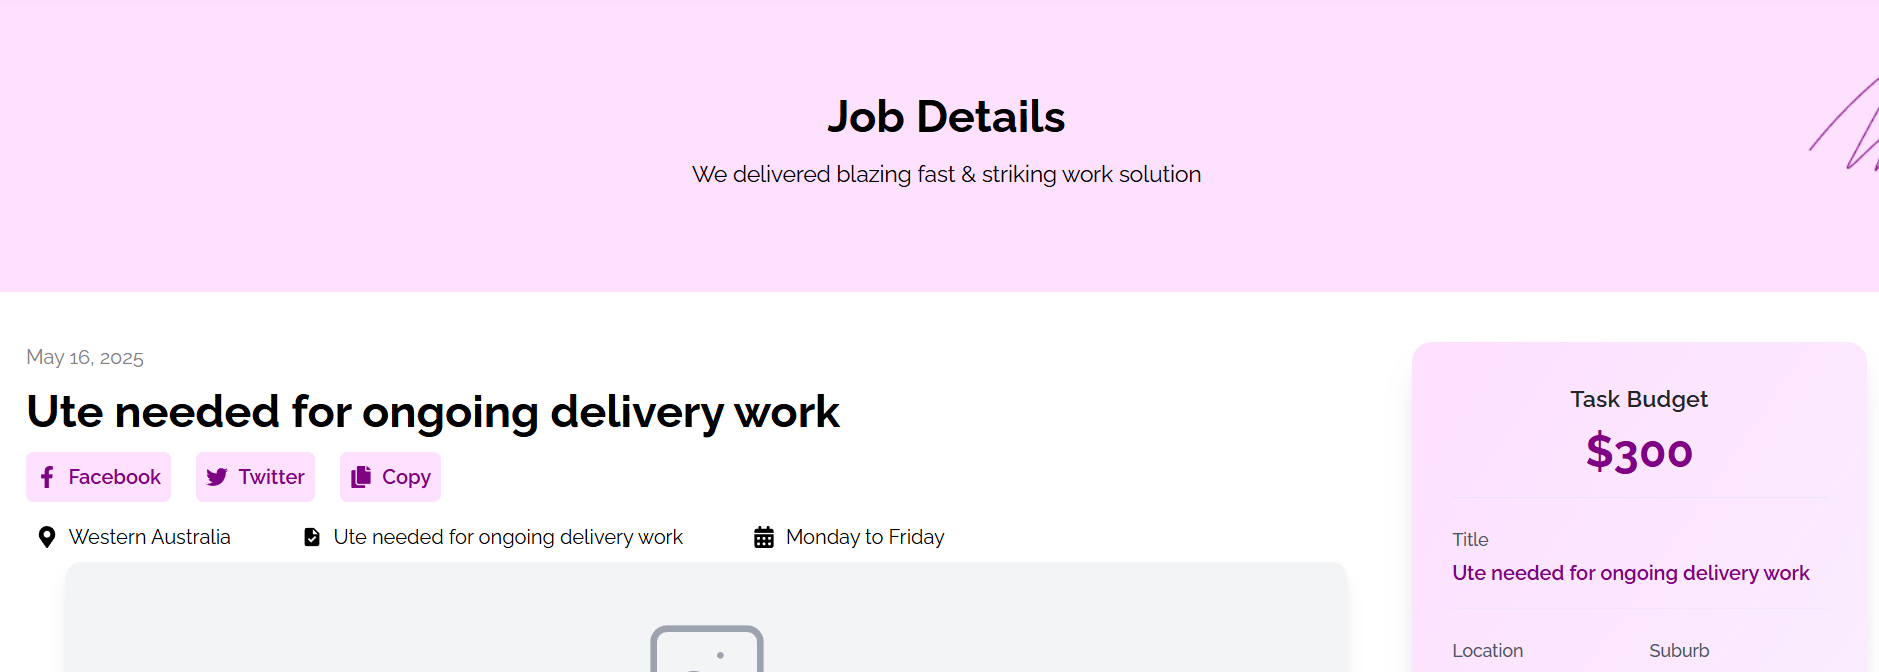 Job Details
We delivered blazing fast & striking work solution
May 16, 2025
Ute needed for ongoing delivery work
Facebook Twitter Copy
Western Australia Ute needed for ongoing delivery work Monday to Friday
Task Budget
$300
Title
Ute needed for ongoing delivery work
Location Suburb